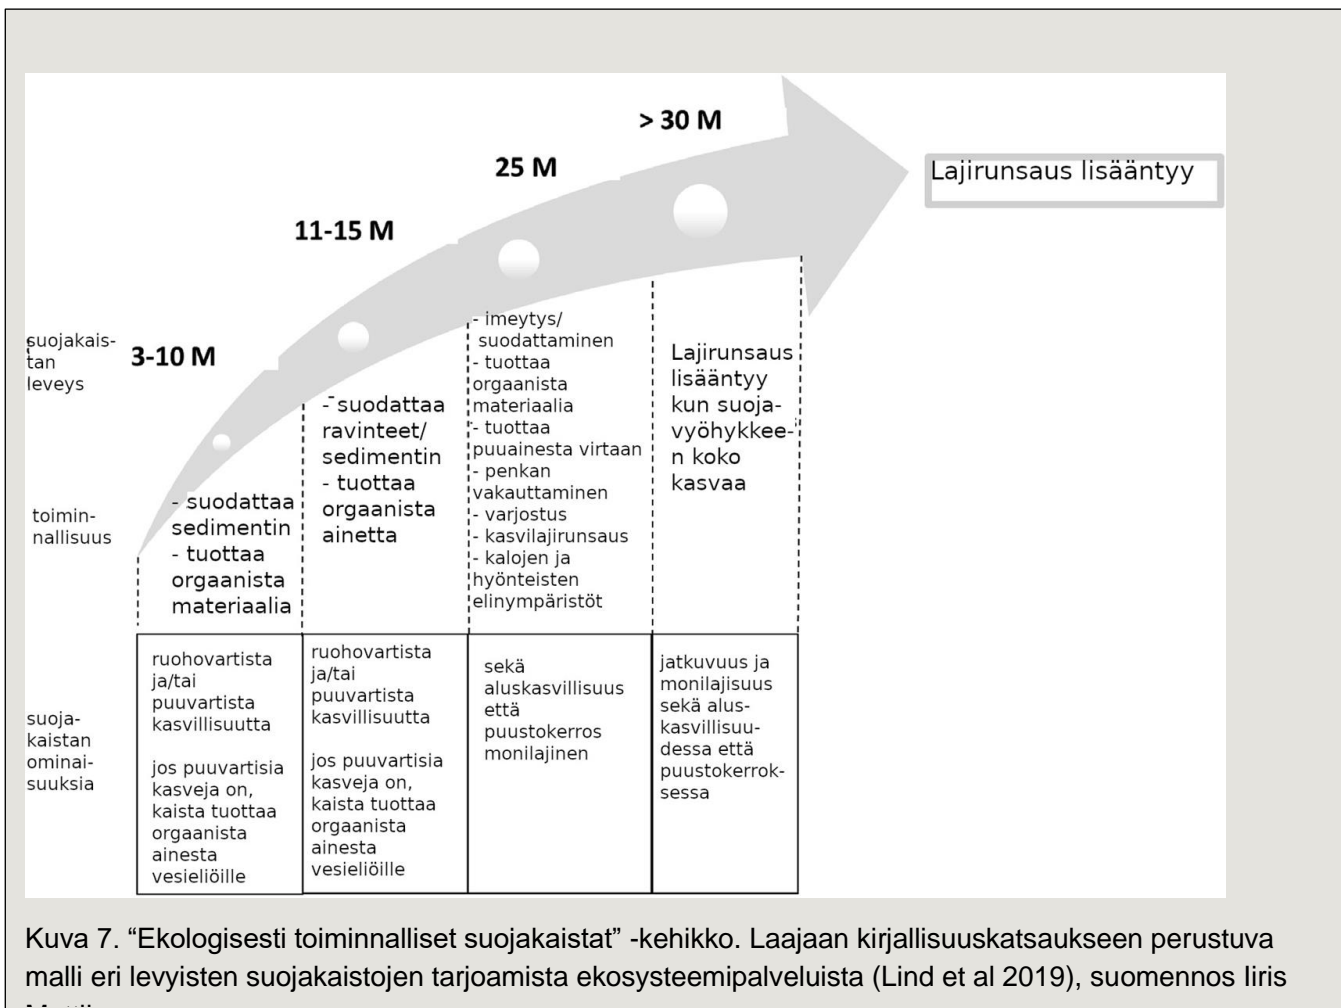 > 30 M
25 M
11-15 M
3-10 M
Lajirunsaus lisääntyy
suojakais-
tan
leveys
toimin-
nallisuus
- suodattaa
sedimentin
- tuottaa
orgaanista
materiaalia
- suodattaa
ravinteet/
sedimentin
- tuottaa
orgaanista
ainetta
- imeytys/
suodattaminen
- tuottaa
orgaanista
materiaalia
- tuottaa
puuainesta virtaan
- penkan
vakauttaminen
- varjostus
- kasvilajirunsaus
- kalojen ja
hyönteisten
elinympäristöt
Lajirunsaus
lisääntyy
kun suoja-
vyöhykkee-
n koko
kasvaa
suoja-
kaistan
ominai-
suuksia
ruohovartista
ja/tai
puuvartista
kasvillisuutta
jos puuvartisia
kasveja on,
kaista tuottaa
orgaanista
ainesta
vesieliöille
ruohovartista
ja/tai
puuvartista
kasvillisuutta
jos puuvartisia
kasveja on,
kaista tuottaa
orgaanista
ainesta
vesieliöille
sekä
aluskasvillisuus
että
puustokerros
monilajinen
jatkuvuus ja
monilajisuus
sekä alus-
kasvillisuu-
dessa että
puustokerrok-
sessa
Kuva 7. “Ekologisesti toiminnalliset suojakaistat” -kehikko. Laajaan kirjallisuuskatsaukseen perustuva
malli eri levyisten suojakaistojen tarjoamista ekosysteemipalveluista (Lind et al 2019), suomennos Iiris